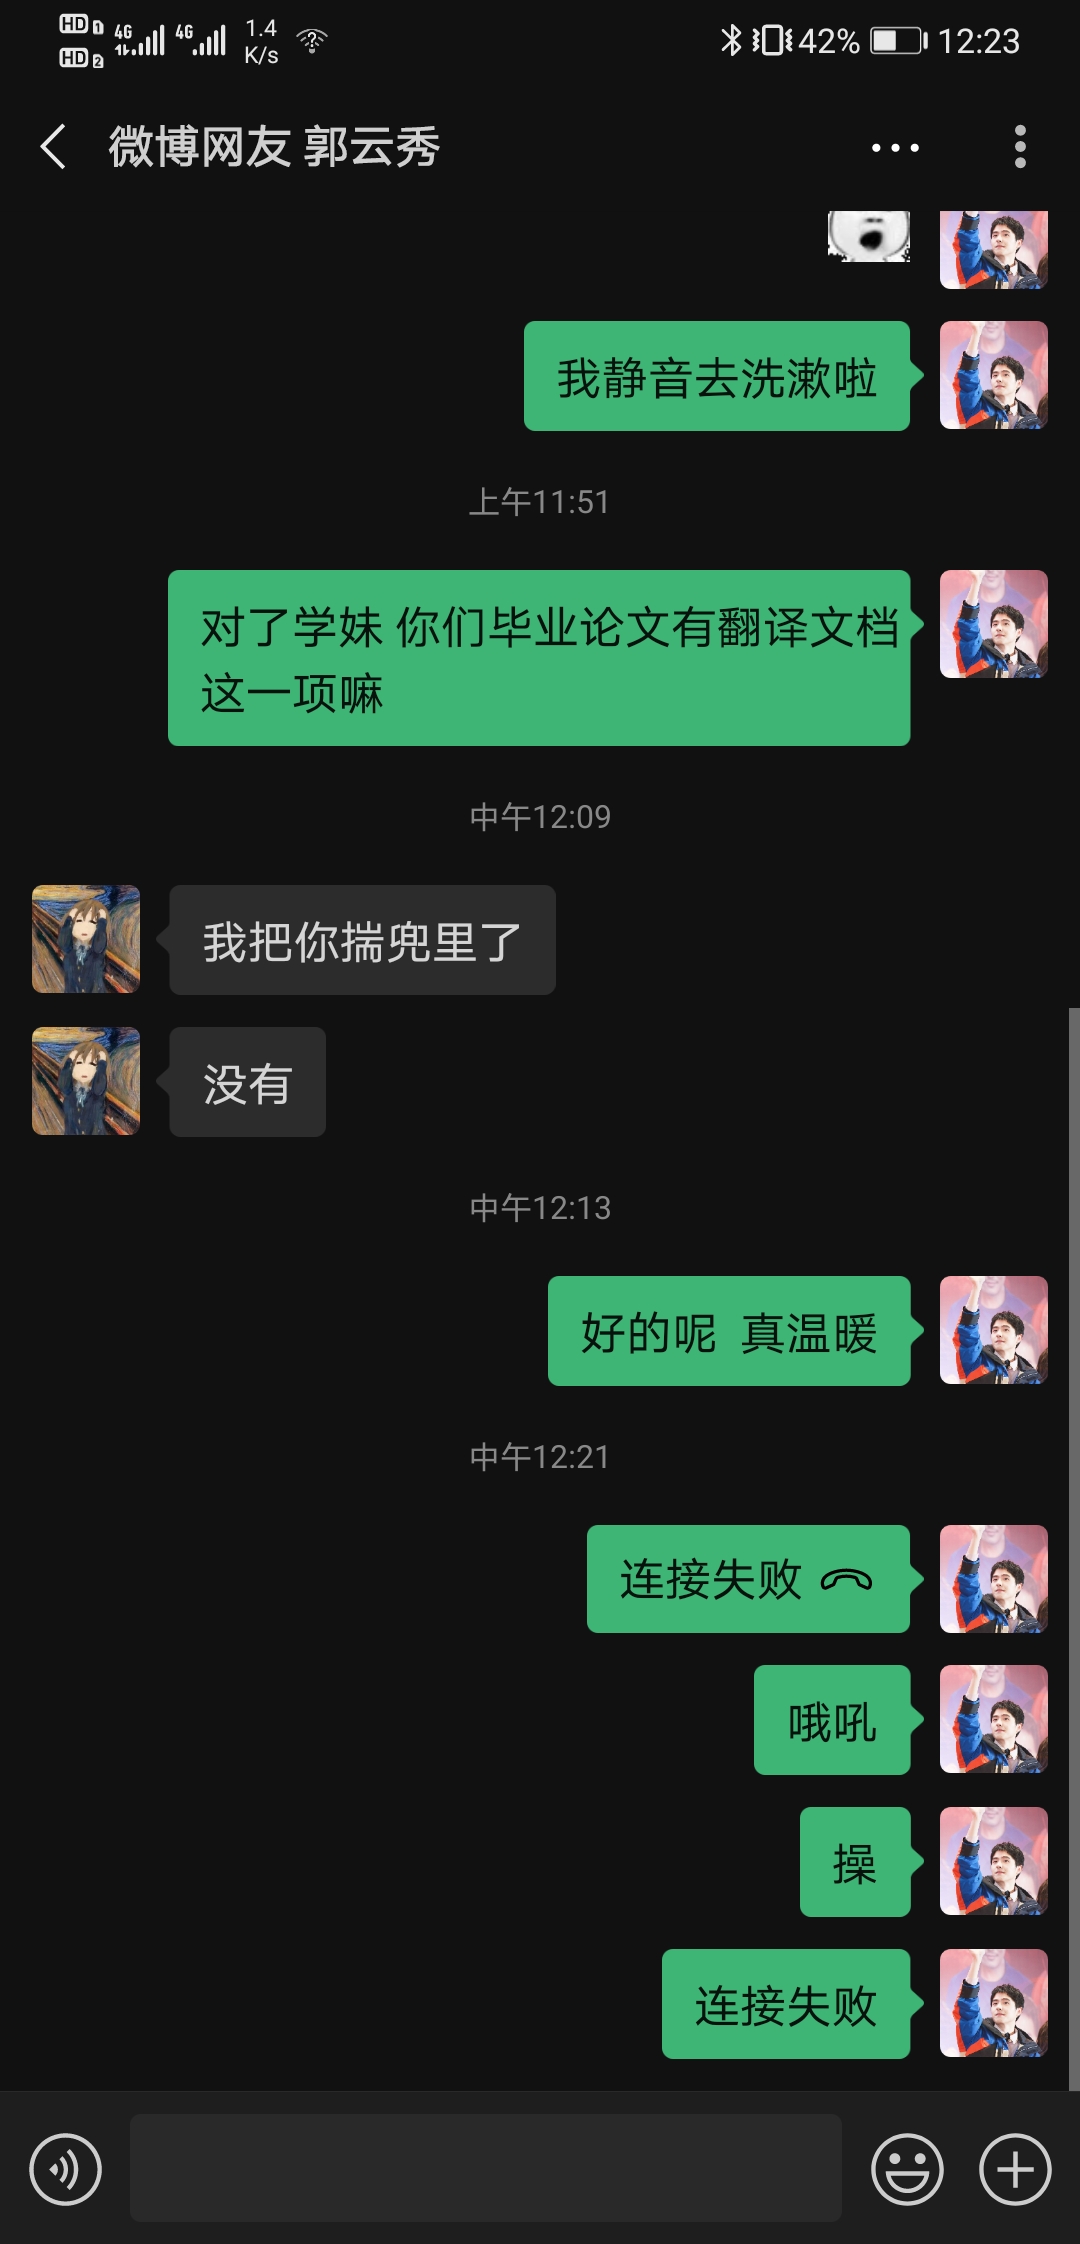 HD 1 4G 4G 1.4 42% 12:23
HD 2 K/s
微博网友 郭云秀
我静音去洗漱啦
上午11:51
对了学妹 你们毕业论文有翻译文档
这一项嘛
中午12:09
我把你揣兜里了
没有
中午12:13
好的呢 真温暖
中午12:21
连接失败
哦吼
操
连接失败